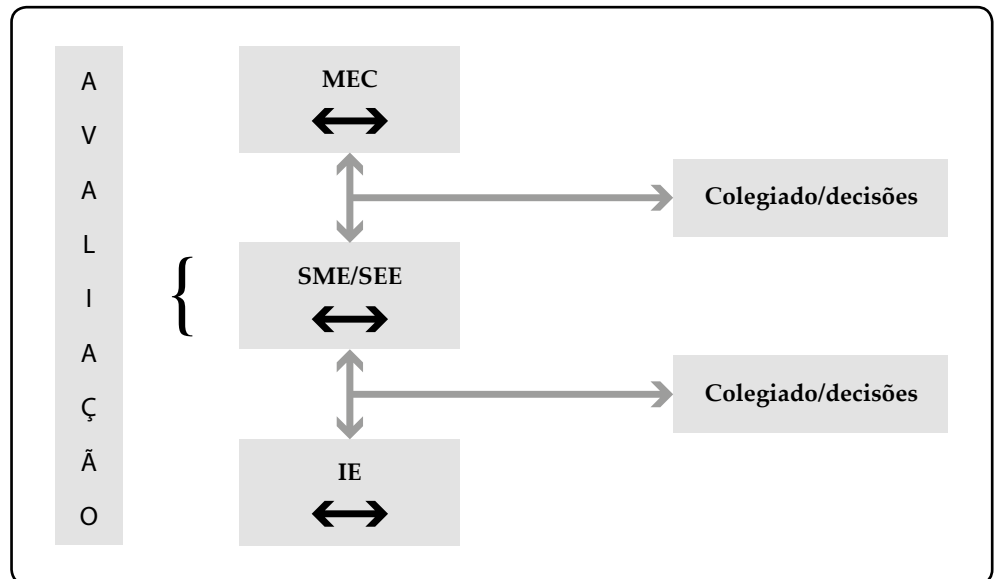 A
V
A
L
I
A
Ç
Ã
O
MEC
Colegiado/decisões
{
SME/SEE
Colegiado/decisões
IE